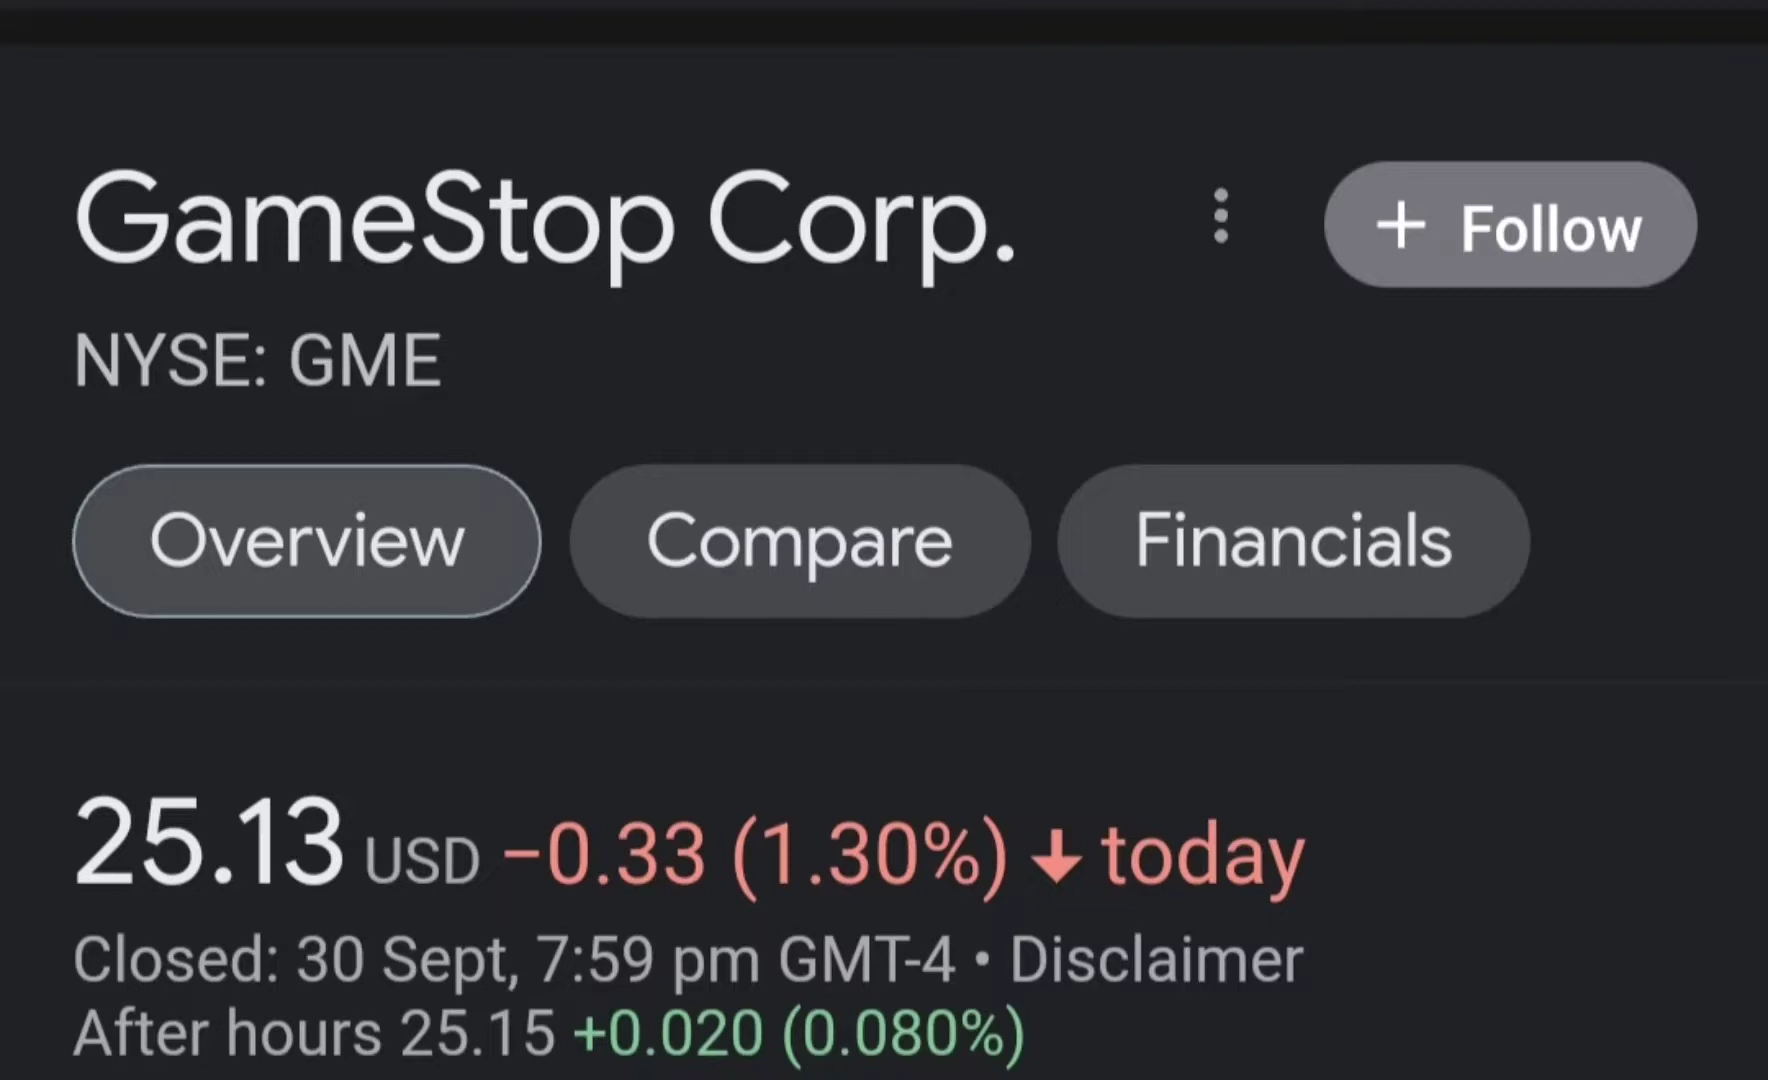 GameStop Corp.
+ Follow
NYSE: GME
Overview Compare Financials
25.13 USD −0.33 (1.30%) ↓ today
Closed: 30 Sept, 7:59 pm GMT-4 • Disclaimer
After hours 25.15 +0.020 (0.080%)